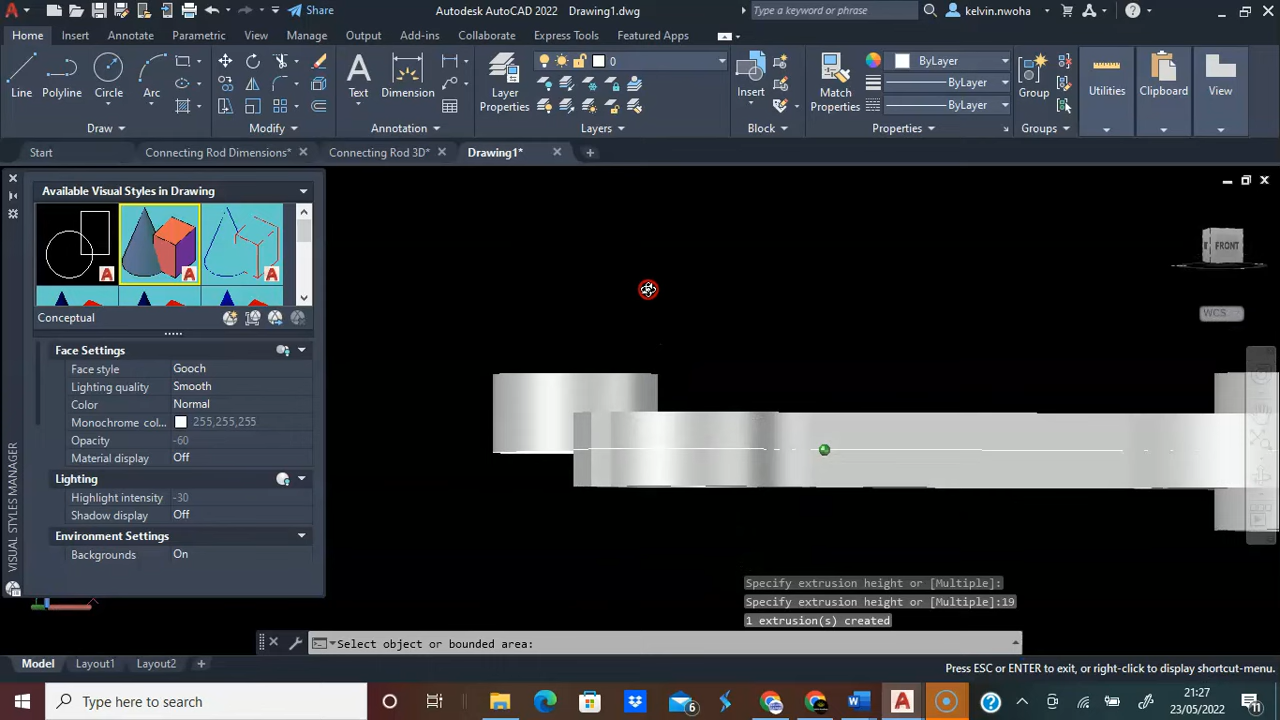 Share
Autodesk AutoCAD 2022 Drawing1.dwg
Type a keyword or phrase
kelvin.nwoha
Home Insert Annotate Parametric View Manage Output Add-ins Collaborate Express Tools Featured Apps
Line Polyline Circle Arc
Text Dimension
Layer Properties
0
Insert
Match Properties
ByLayer
ByLayer
ByLayer
Group
Utilities
Clipboard
View
Draw Modify Annotation Layers Block Properties Groups
Start Connecting Rod Dimensions* Connecting Rod 3D* Drawing1*
Available Visual Styles in Drawing
Conceptual
Face Settings
Face style Gooch
Lighting quality Smooth
Color Normal
Monochrome col... 255,255,255
Opacity -60
Material display Off
Lighting
Highlight intensity -30
Shadow display Off
Environment Settings
Backgrounds On
VISUAL STYLES MANAGER
FRONT
WCS
Specify extrusion height or [Multiple]:
Specify extrusion height or [Multiple]:19
1 extrusion(s) created
Select object or bounded area:
Model Layout1 Layout2
Press ESC or ENTER to exit, or right-click to display shortcut-menu.
Type here to search
6
21:27
23/05/2022